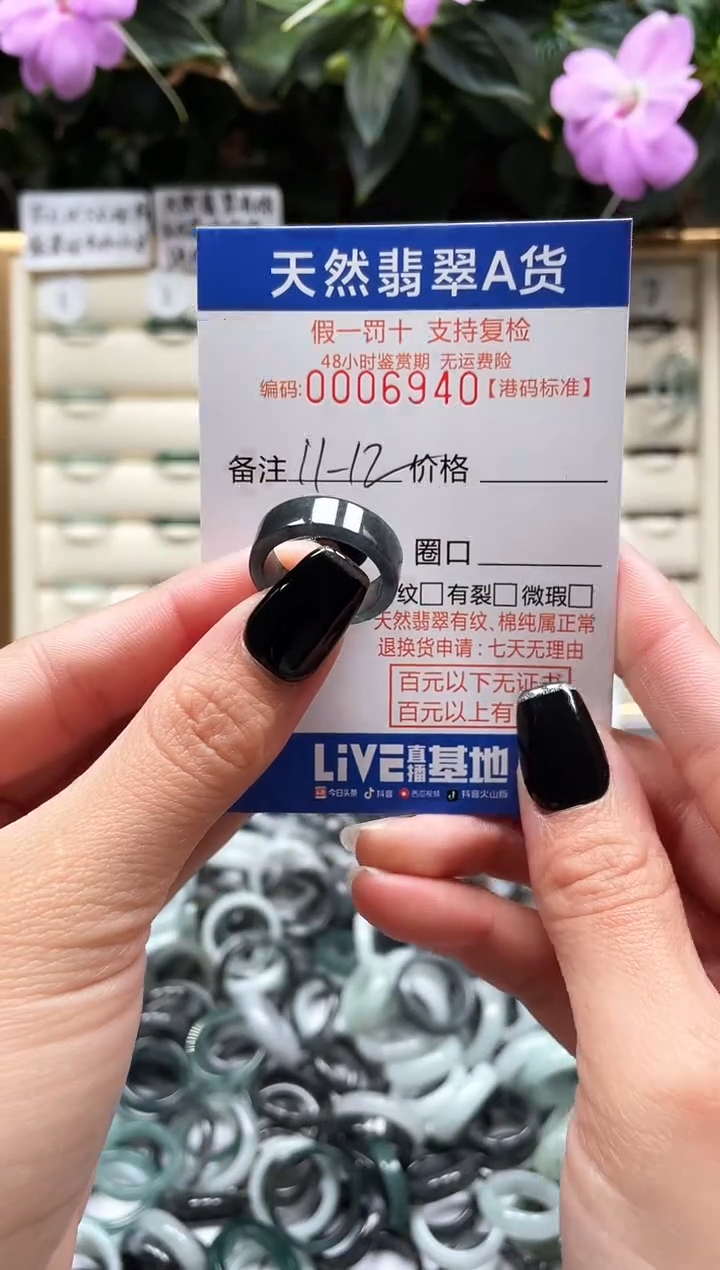 天然翡翠A货
假一罚十 支持复检
48小时鉴赏期 无运费险
编码:0006940【港码标准】
备注 11-12 价格
圈口
纹□有裂□微瑕□
天然翡翠有纹、棉纯属正常
退换货申请:七天无理由
百元以下无证书
百元以上有
LiVE直播基地
今日头条 抖音 西瓜视频 抖音火山版